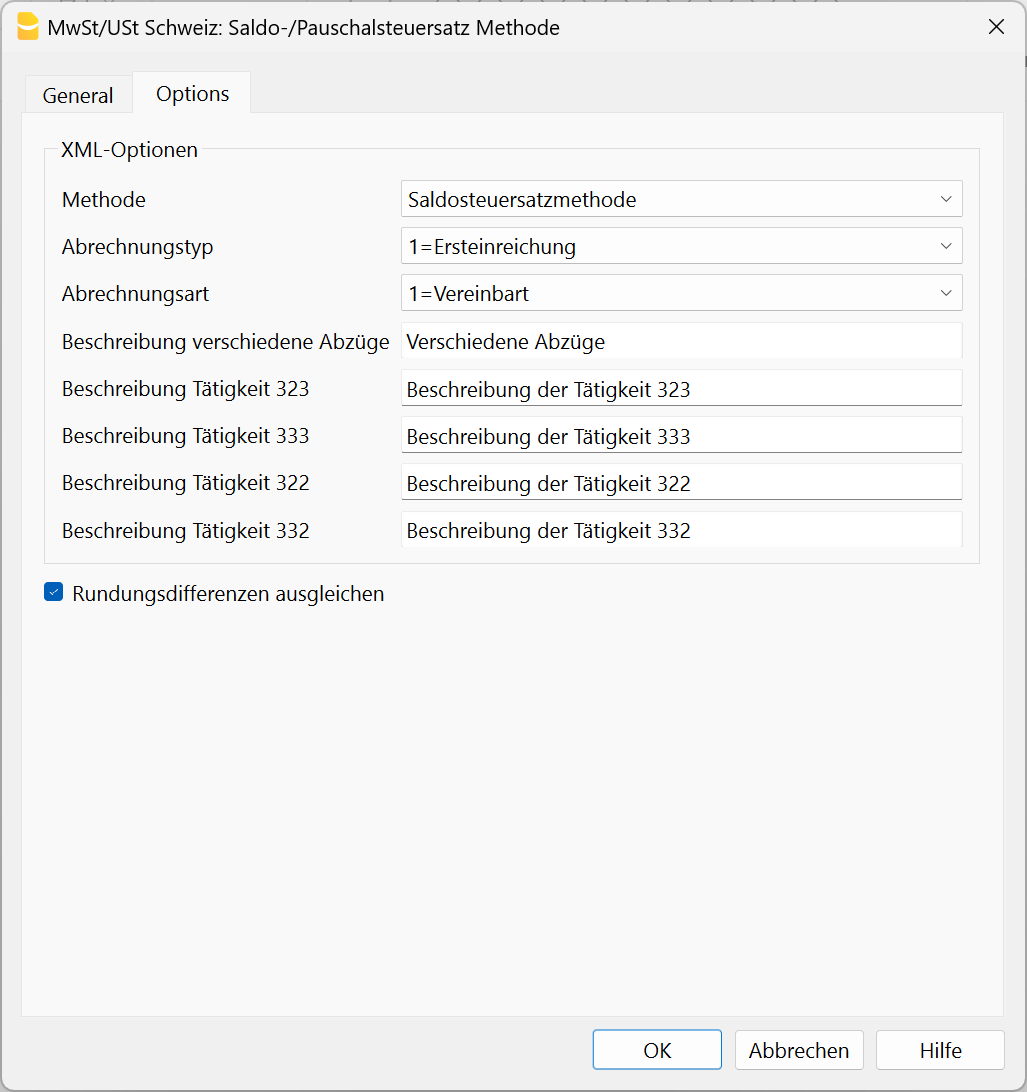 MwSt/USt Schweiz: Saldo-/Pauschalsteuersatz Methode
General Options
XML-Optionen
Methode Saldosteuersatzmethode
Abrechnungstyp 1=Ersteinreichung
Abrechnungsart 1=Vereinbart
Beschreibung verschiedene Abzüge Verschiedene Abzüge
Beschreibung Tätigkeit 323 Beschreibung der Tätigkeit 323
Beschreibung Tätigkeit 333 Beschreibung der Tätigkeit 333
Beschreibung Tätigkeit 322 Beschreibung der Tätigkeit 322
Beschreibung Tätigkeit 332 Beschreibung der Tätigkeit 332
Rundungsdifferenzen ausgleichen
OK Abbrechen Hilfe